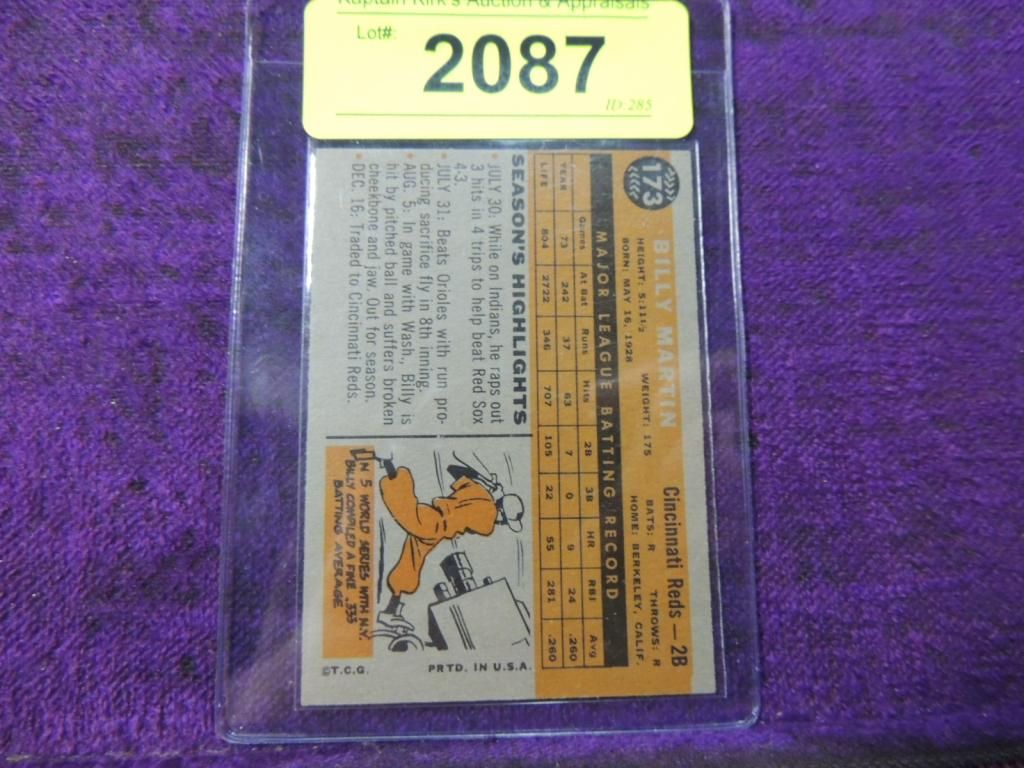 Kaptain Kirk's Auction & Appraisals
Lot#:
2087
ID: 285
173
BILLY MARTIN
Cincinnati Reds — 2B
HEIGHT: 5:11½ WEIGHT: 175 BATS: R THROWS: R
BORN: MAY 16, 1928 HOME: BERKELEY, CALIF.
MAJOR LEAGUE BATTING RECORD
Games At Bat Runs Hits 2B 3B HR RBI Avg
YEAR 73 242 37 63 7 0 9 24 .260
LIFE 804 2722 346 707 105 22 55 281 .260
SEASON'S HIGHLIGHTS
• JULY 30: While on Indians, he raps out
3 hits in 4 trips to help beat Red Sox
4-3.
• JULY 31: Beats Orioles with run pro-
ducing sacrifice fly in 8th inning.
• AUG. 5: In game with Wash., Billy is
hit by pitched ball and suffers broken
cheekbone and jaw. Out for season.
• DEC. 16: Traded to Cincinnati Reds.
IN 5 WORLD SERIES WITH N.Y.
BILLY COMPILED A FINE .333
BATTING AVERAGE
©T.C.G. PRTD. IN U.S.A.